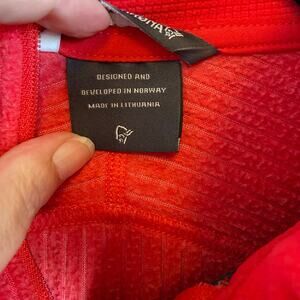 DESIGNED AND
DEVELOPED IN NORWAY
MADE IN LITHUANIA